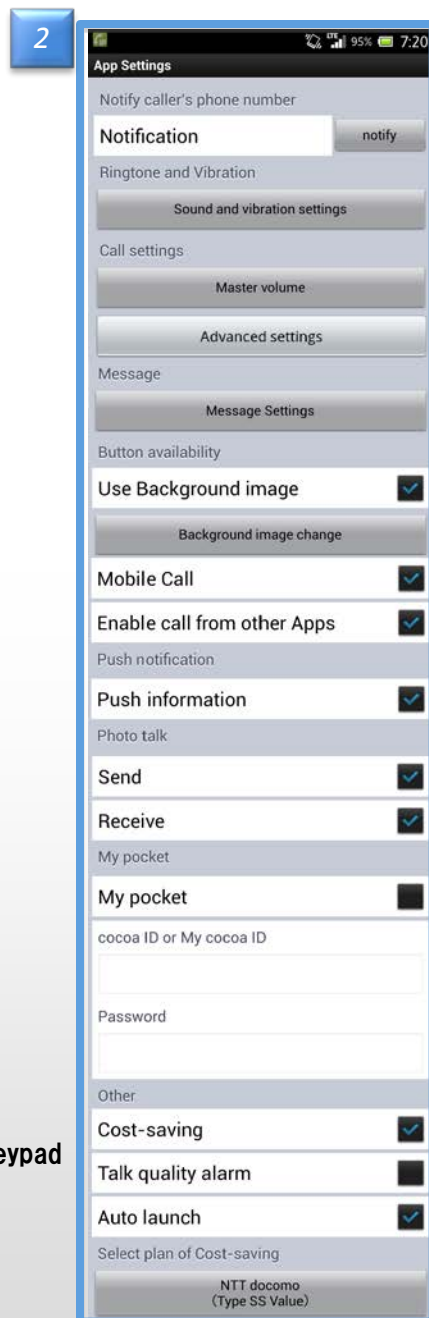 2
LTE 95% 7:20
App Settings
Notify caller's phone number
Notification notify
Ringtone and Vibration
Sound and vibration settings
Call settings
Master volume
Advanced settings
Message
Message Settings
Button availability
Use Background image
Background image change
Mobile Call
Enable call from other Apps
Push notification
Push information
Photo talk
Send
Receive
My pocket
My pocket
cocoa ID or My cocoa ID
Password
Other
Cost-saving
eypad
Talk quality alarm
Auto launch
Select plan of Cost-saving
NTT docomo
(Type SS Value)